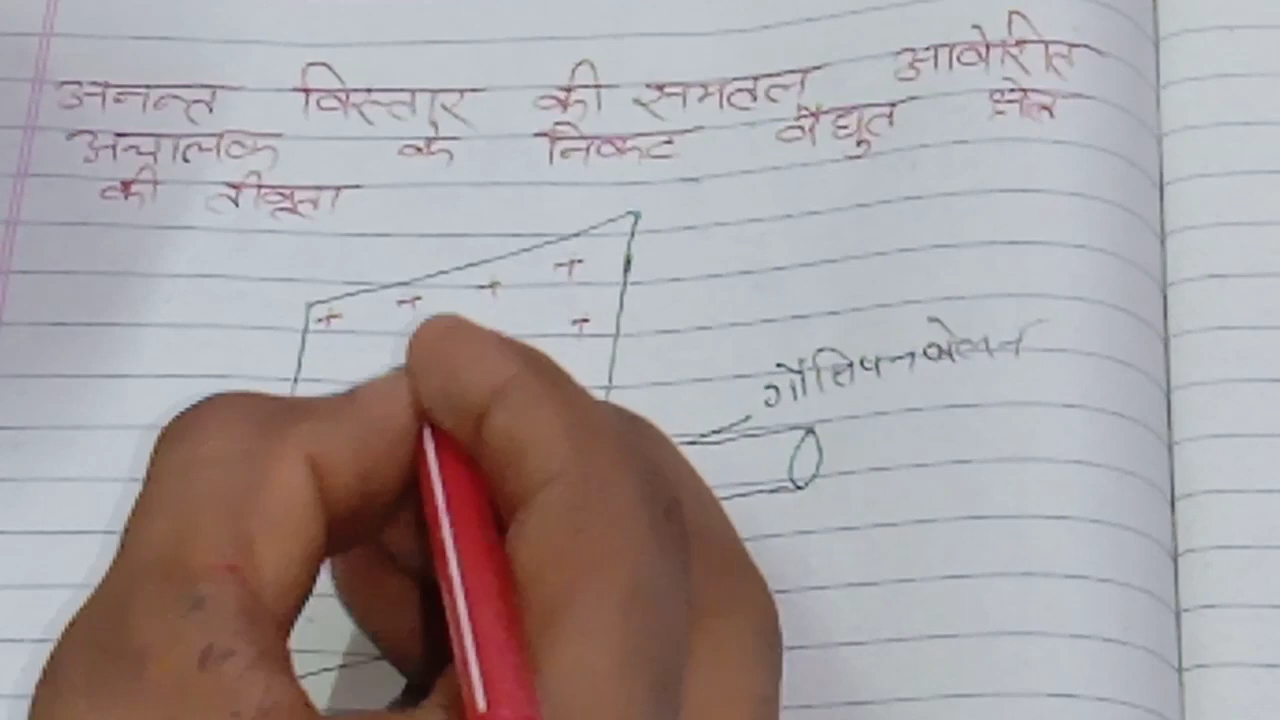 अनन्त विस्तार की समतल आवेशित
अचालक के निकट वैद्युत क्षेत्र
की तीव्रता
+ + + +
+
गौसियन बेलन